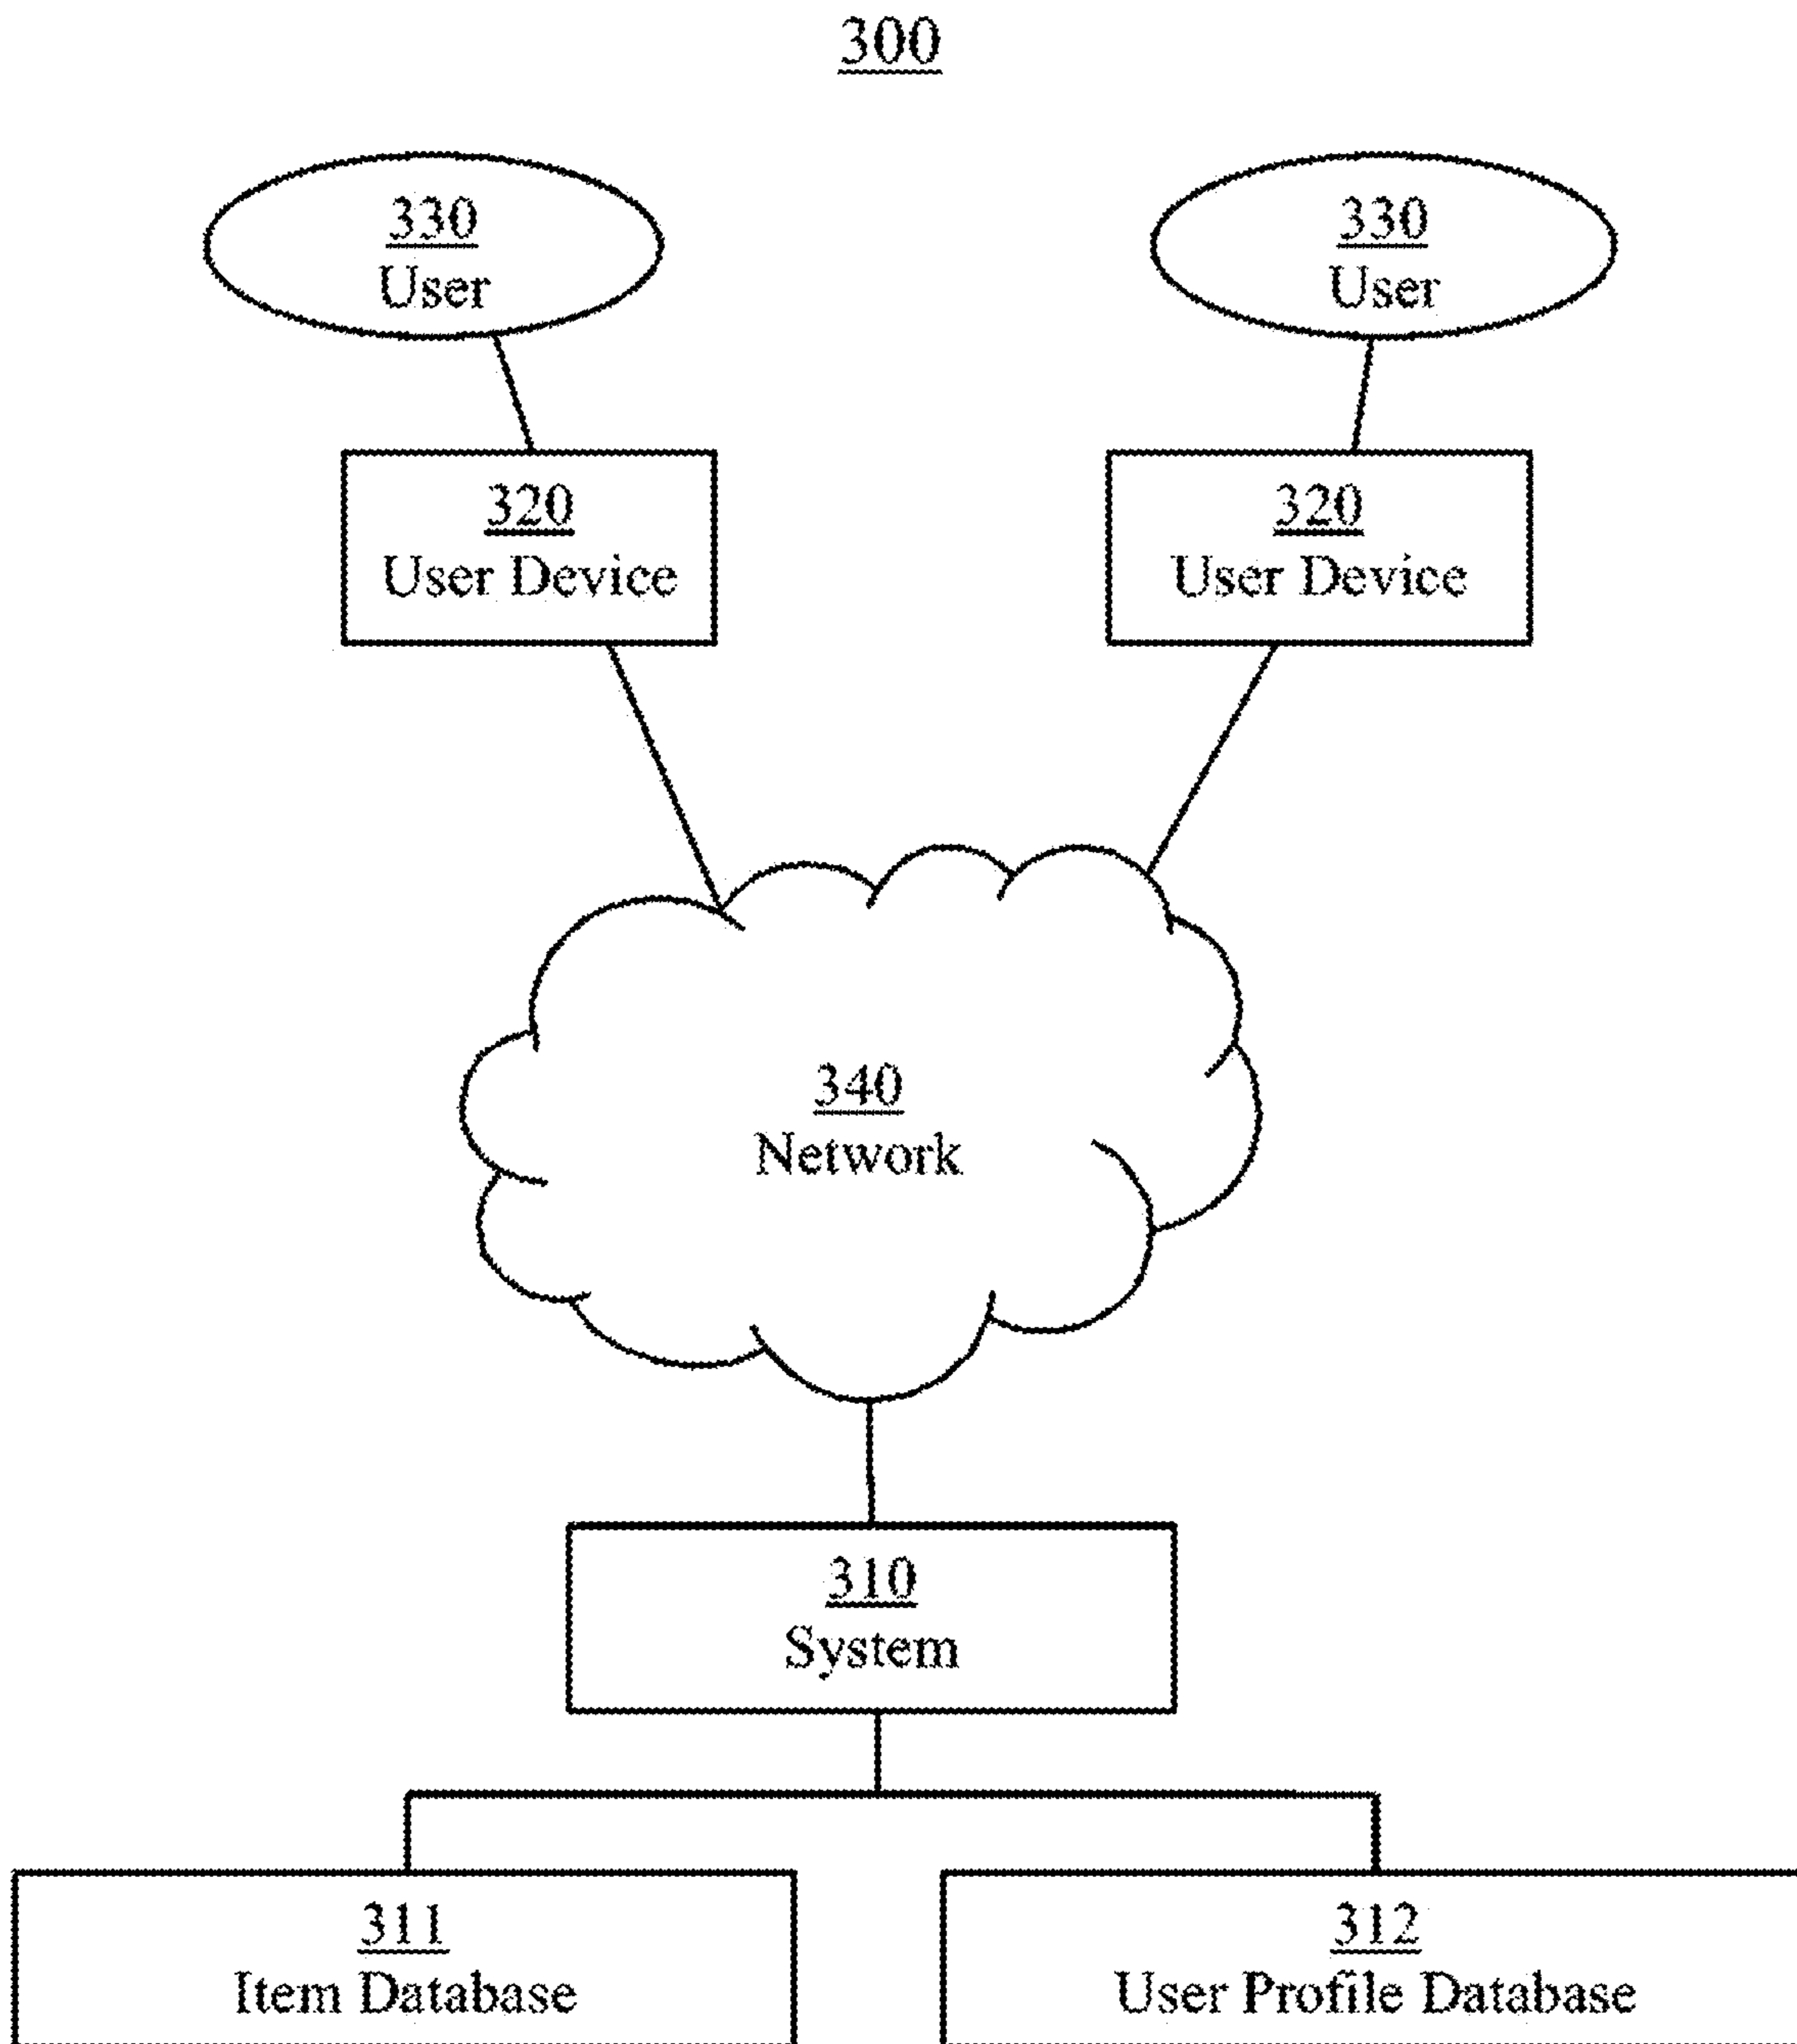 300
330
User
330
User
320
User Device
320
User Device
340
Network
310
System
311
Item Database
312
User Profile Database